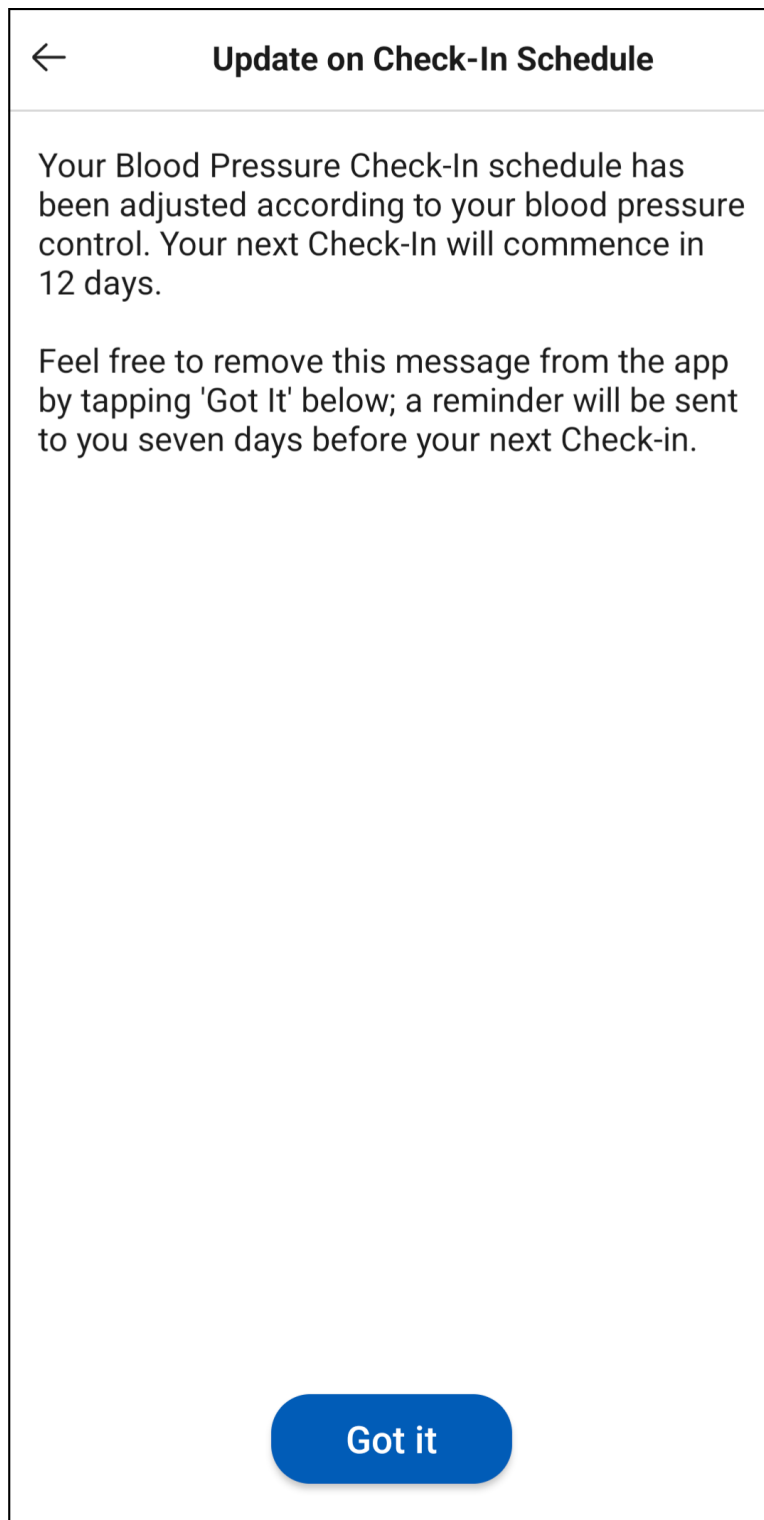 Update on Check-In Schedule
Your Blood Pressure Check-In schedule has
been adjusted according to your blood pressure
control. Your next Check-In will commence in
12 days.
Feel free to remove this message from the app
by tapping 'Got It' below; a reminder will be sent
to you seven days before your next Check-in.
Got it